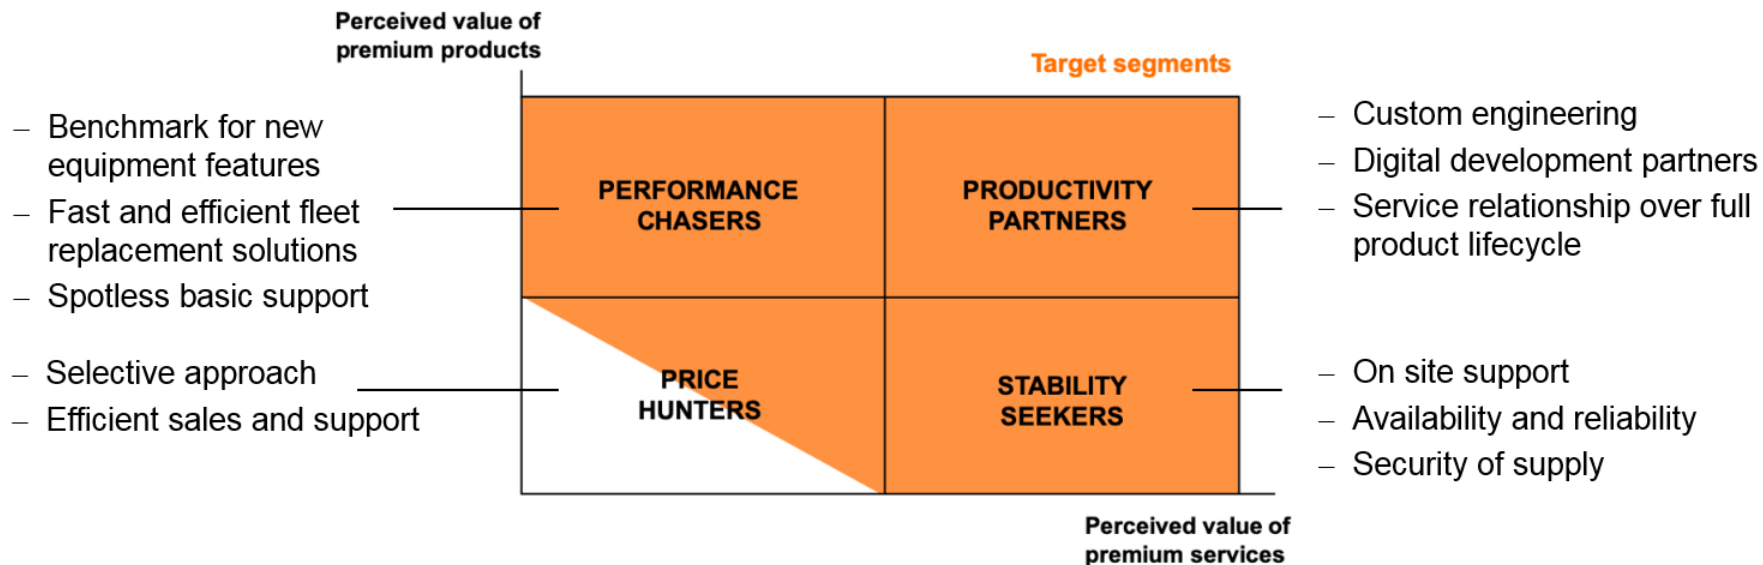 Perceived value of
premium products
Target segments
– Benchmark for new
equipment features
– Fast and efficient fleet
replacement solutions
– Spotless basic support
PERFORMANCE
CHASERS
PRODUCTIVITY
PARTNERS
– Custom engineering
– Digital development partners
– Service relationship over full
product lifecycle
– Selective approach
– Efficient sales and support
PRICE
HUNTERS
STABILITY
SEEKERS
– On site support
– Availability and reliability
– Security of supply
Perceived value of
premium services